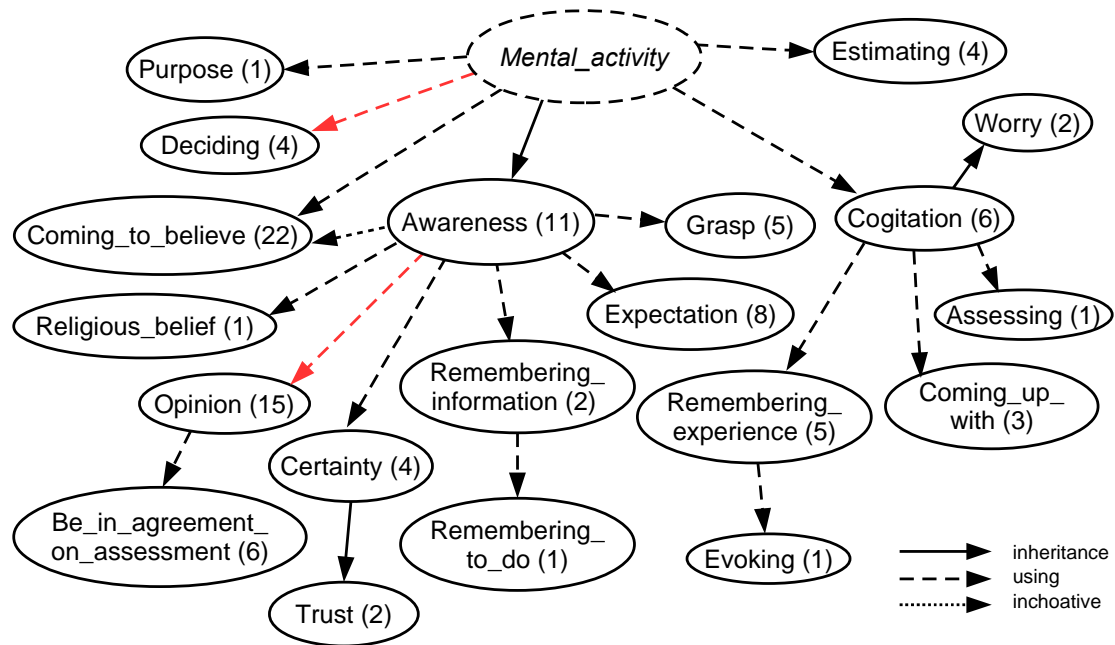 Mental_activity
Estimating (4)
Purpose (1)
Worry (2)
Deciding (4)
Awareness (11)
Grasp (5)
Cogitation (6)
Coming_to_believe (22)
Religious_belief (1)
Expectation (8)
Assessing (1)
Opinion (15)
Remembering_
information (2)
Remembering_
experience (5)
Coming_up_
with (3)
Certainty (4)
Be_in_agreement_
on_assessment (6)
Remembering_
to_do (1)
Evoking (1)
Trust (2)
inheritance
using
inchoative